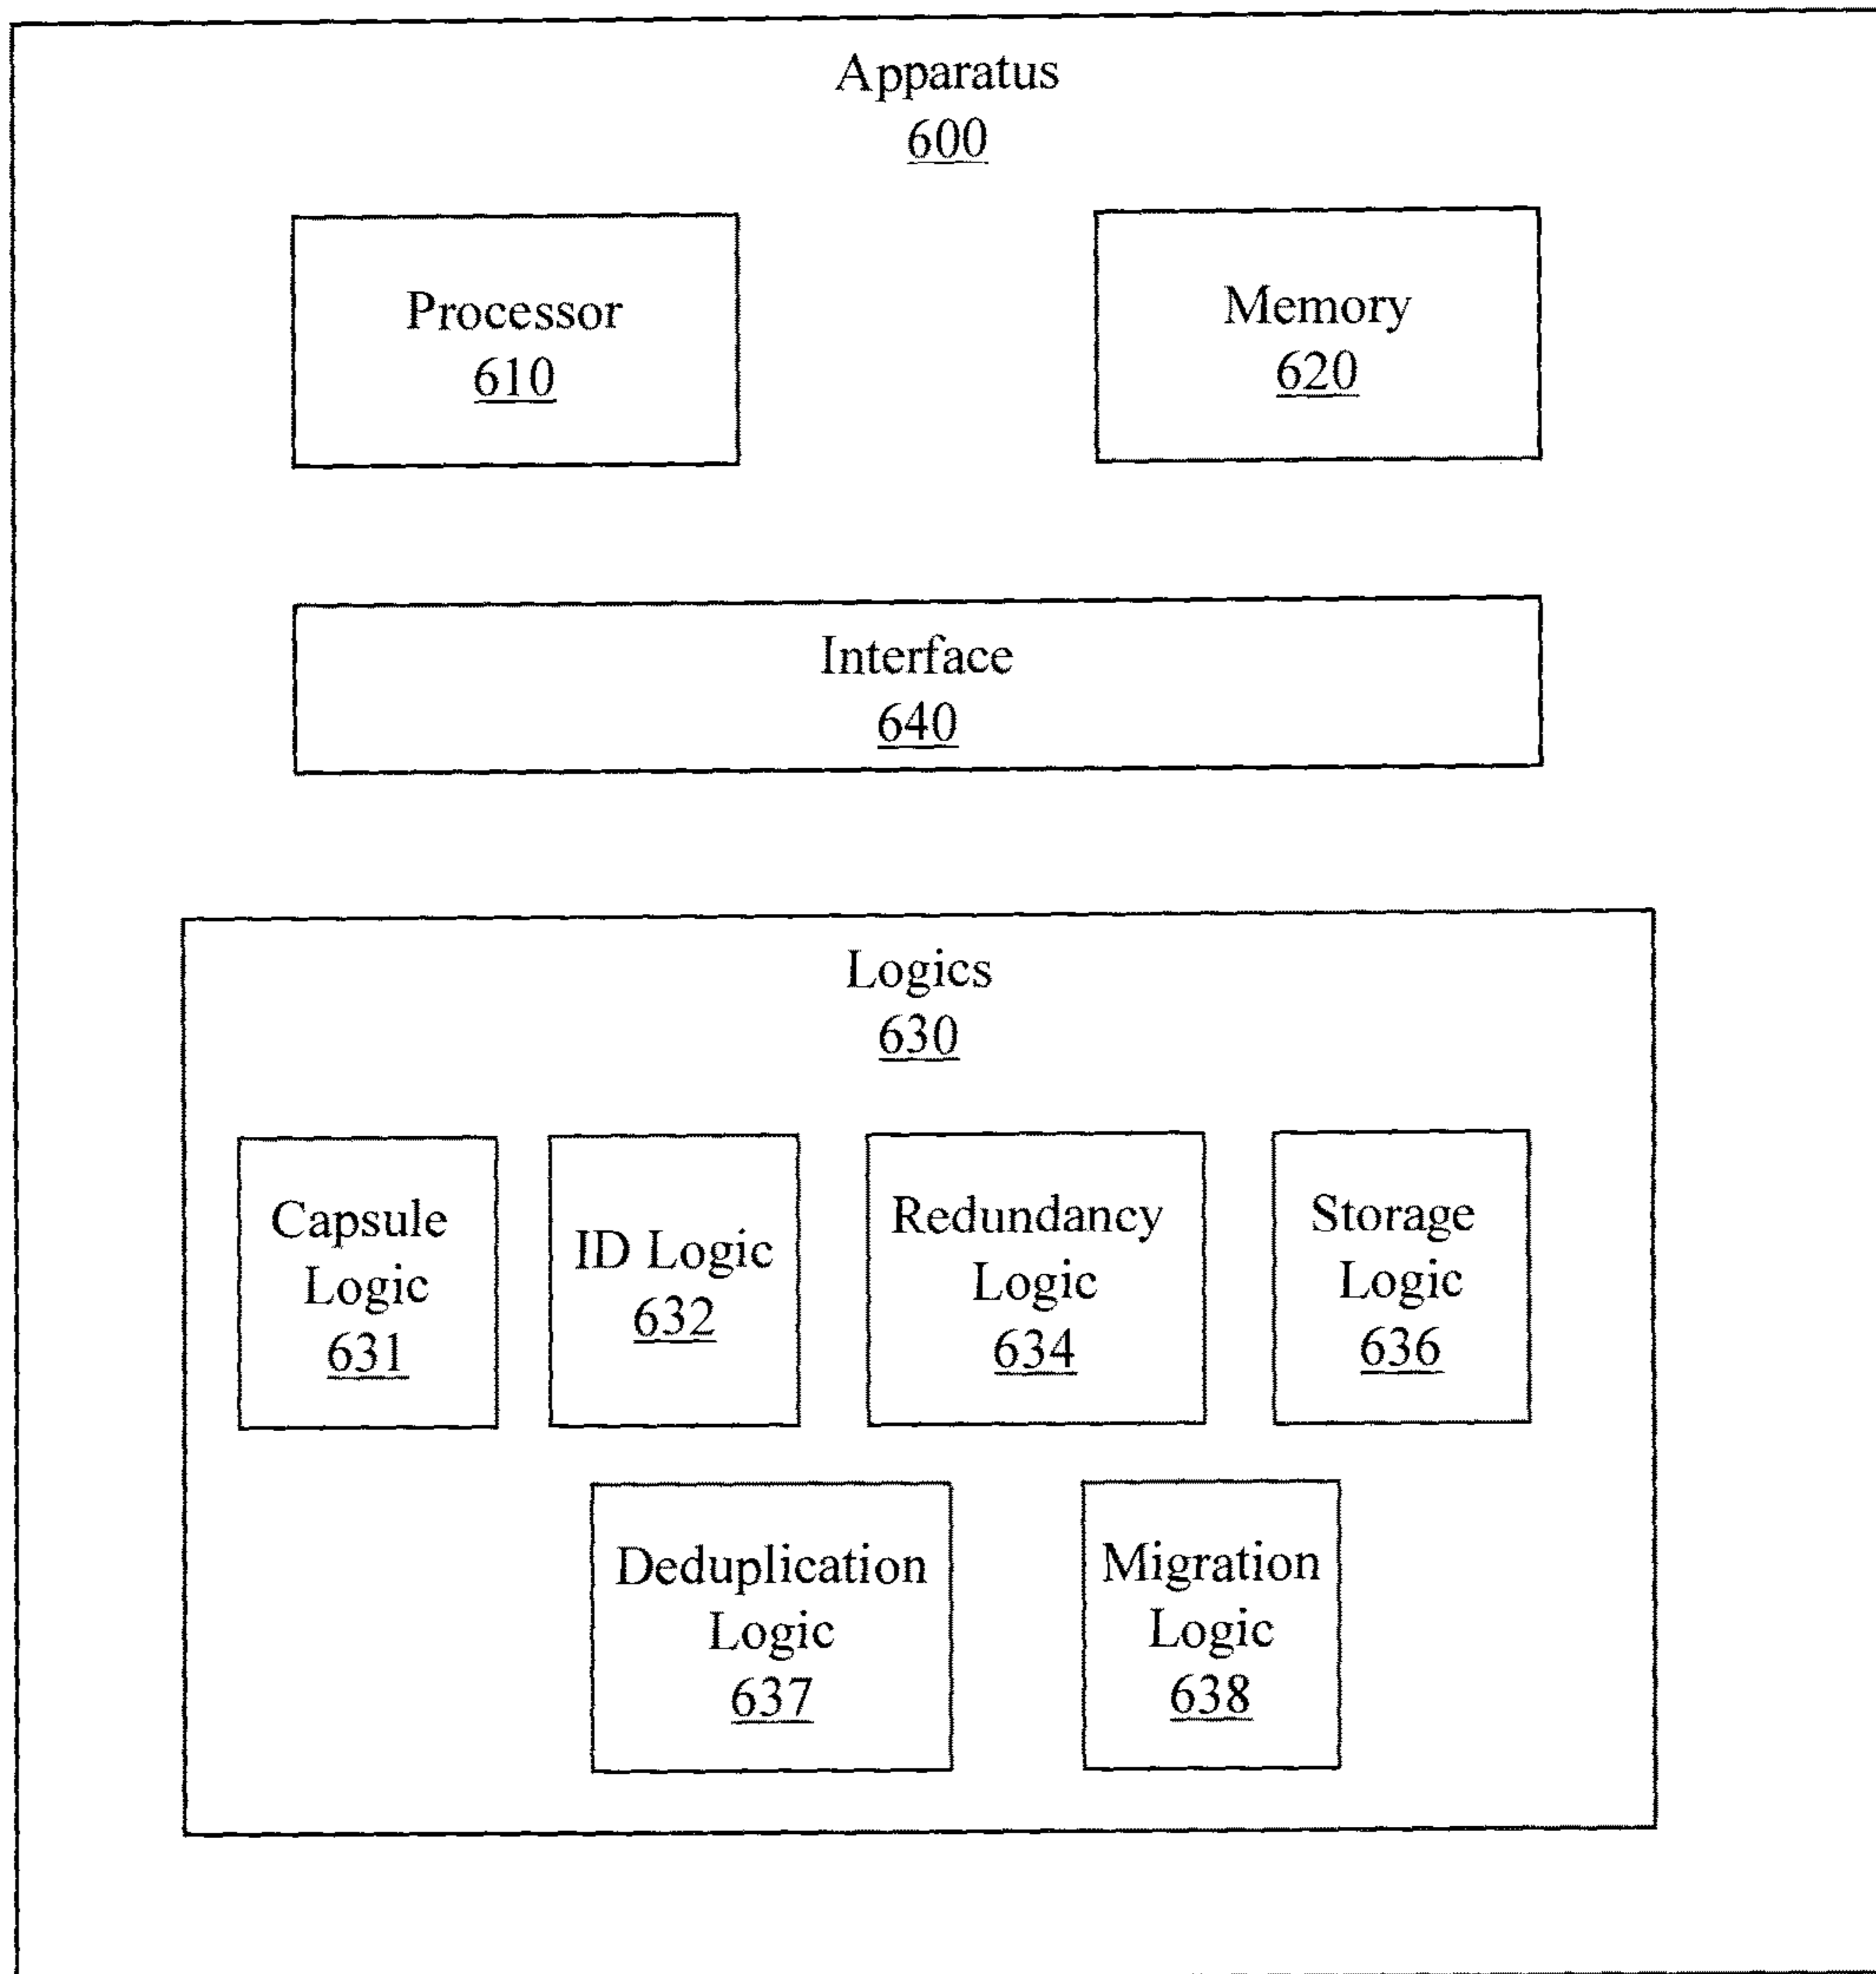 Apparatus
600
Processor
610
Memory
620
Interface
640
Logics
630
Capsule
Logic
631
ID Logic
632
Redundancy
Logic
634
Storage
Logic
636
Deduplication
Logic
637
Migration
Logic
638